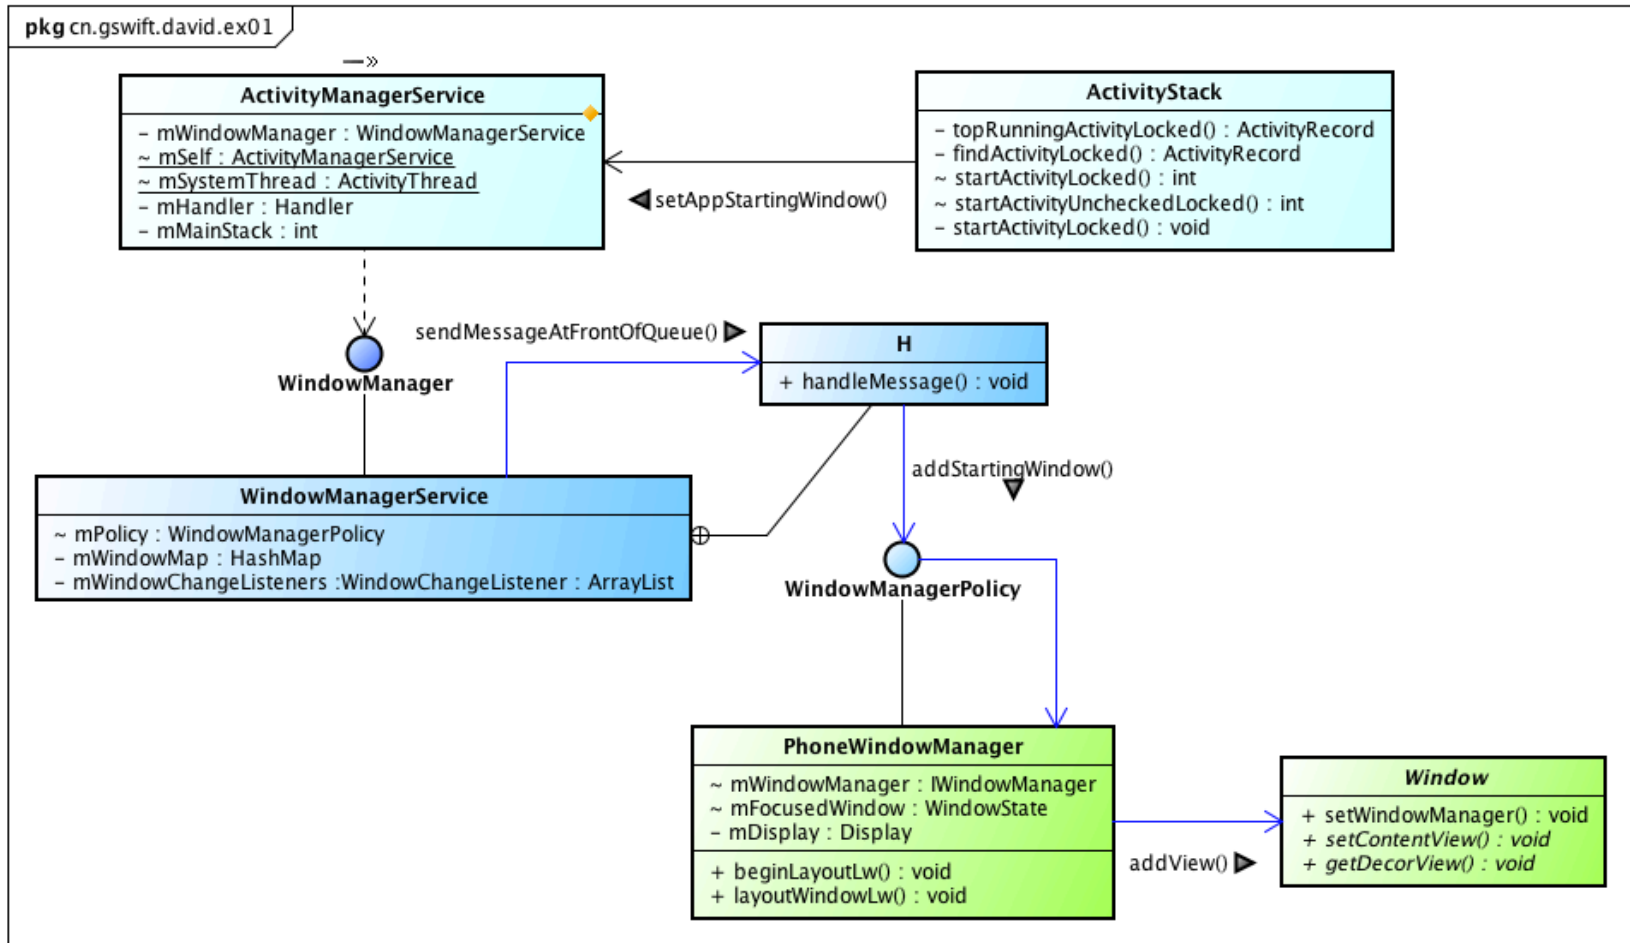 pkg cn.gswift.david.ex01
ActivityManagerService
- mWindowManager : WindowManagerService
~ mSelf : ActivityManagerService
~ mSystemThread : ActivityThread
- mHandler : Handler
- mMainStack : int
ActivityStack
- topRunningActivityLocked() : ActivityRecord
- findActivityLocked() : ActivityRecord
~ startActivityLocked() : int
~ startActivityUncheckedLocked() : int
- startActivityLocked() : void
setAppStartingWindow()
WindowManager
sendMessageAtFrontOfQueue()
H
+ handleMessage() : void
addStartingWindow()
WindowManagerService
~ mPolicy : WindowManagerPolicy
- mWindowMap : HashMap
- mWindowChangeListeners :WindowChangeListener : ArrayList
WindowManagerPolicy
PhoneWindowManager
~ mWindowManager : IWindowManager
~ mFocusedWindow : WindowState
- mDisplay : Display
+ beginLayoutLw() : void
+ layoutWindowLw() : void
addView()
Window
+ setWindowManager() : void
+ setContentView() : void
+ getDecorView() : void